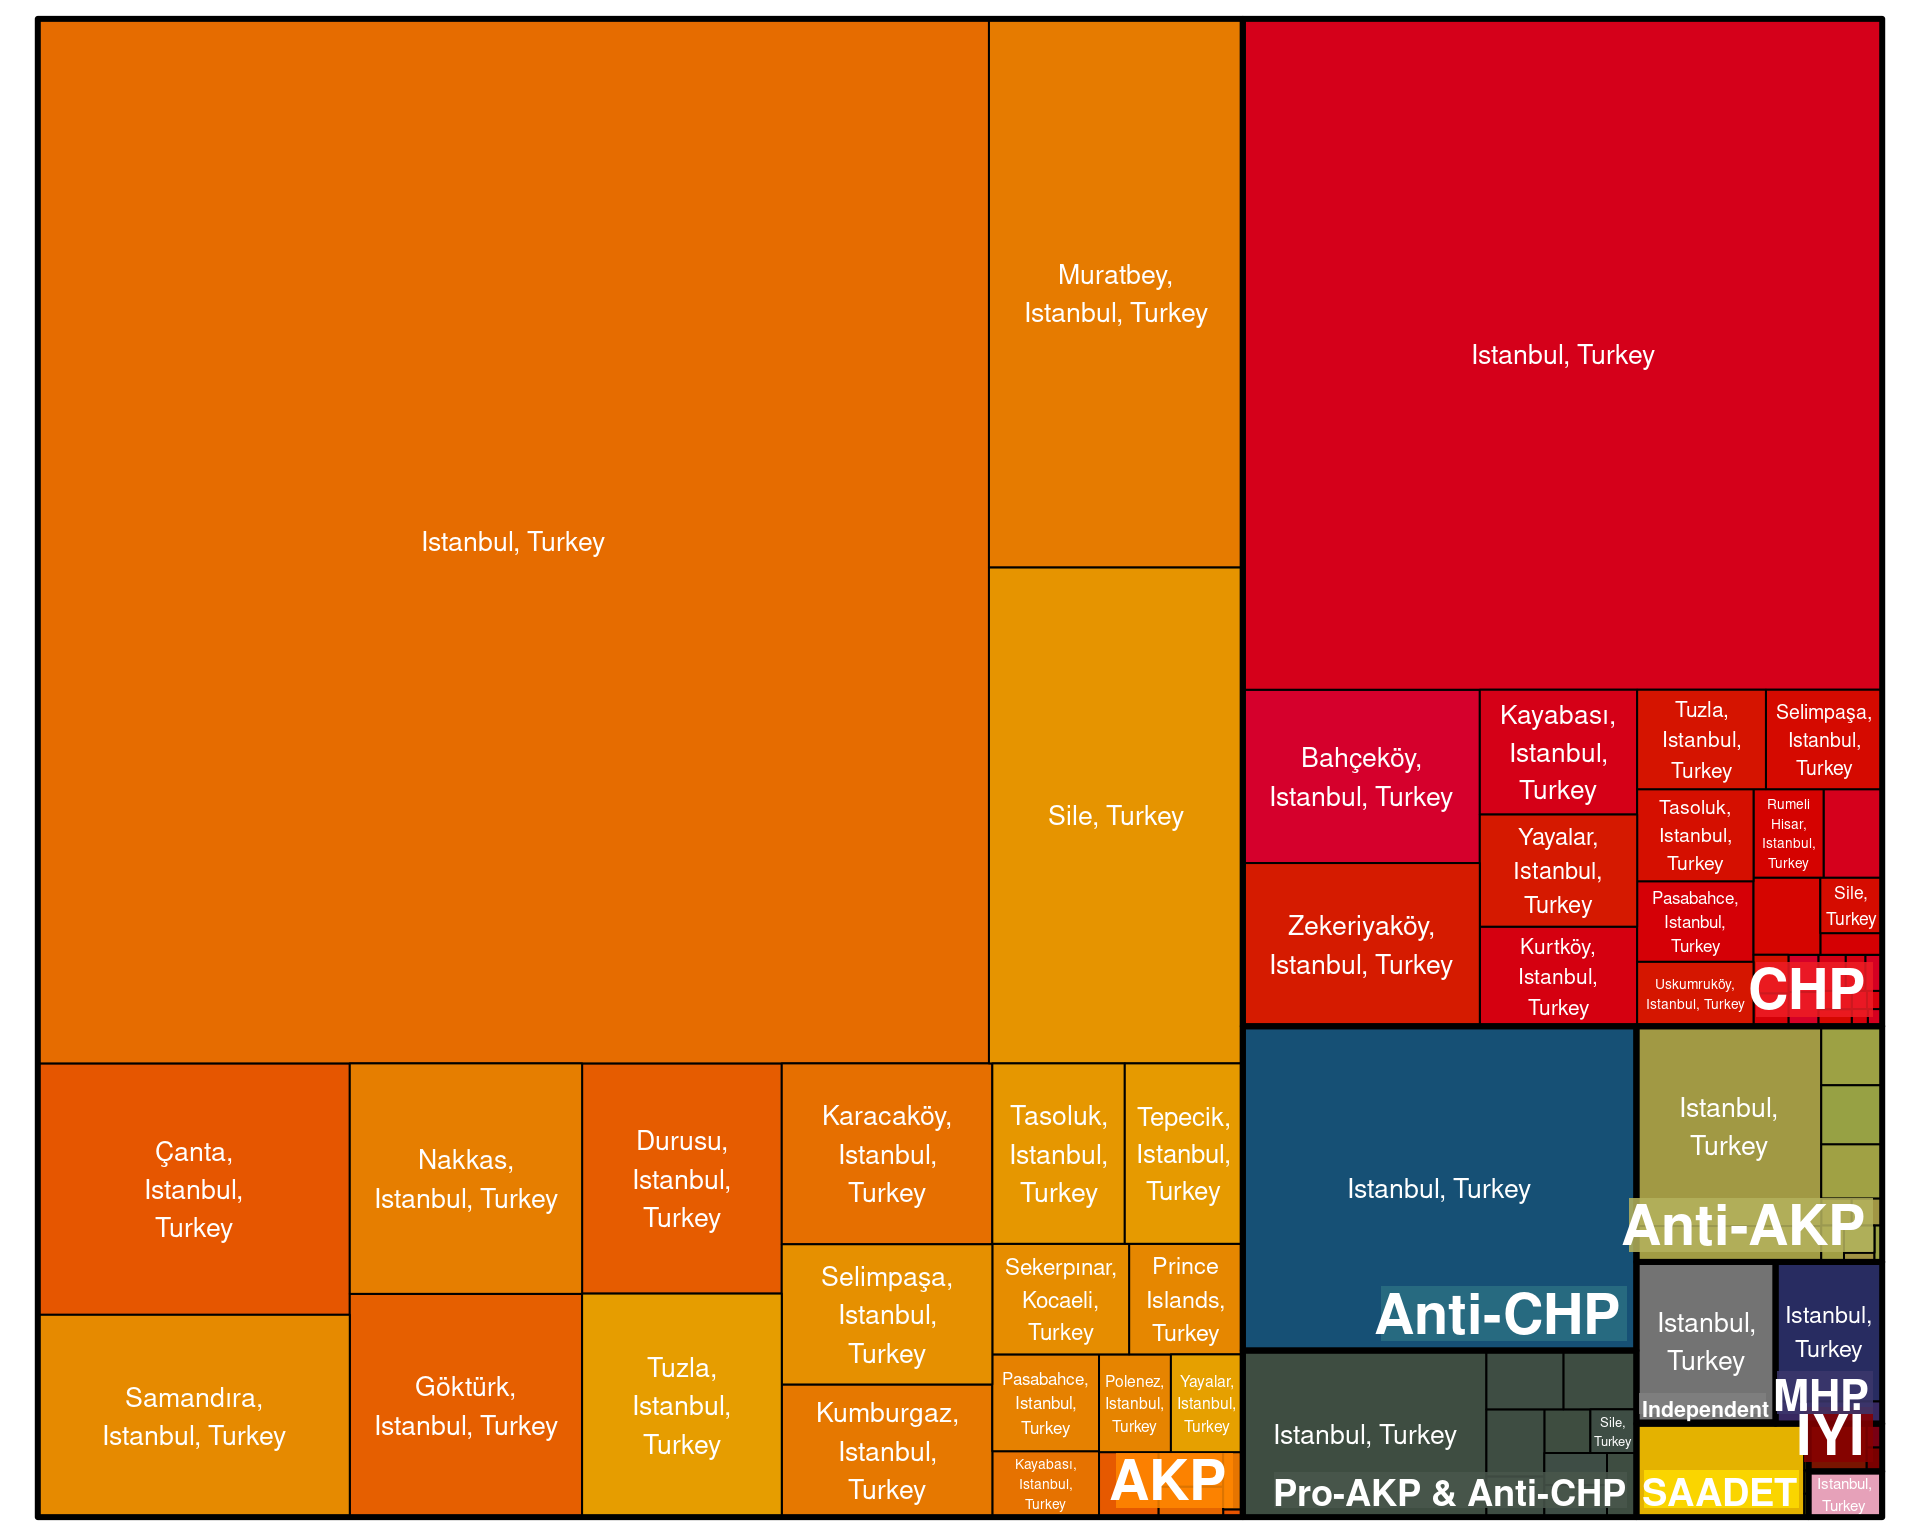 Istanbul, Turkey
Muratbey,
Istanbul, Turkey
Sile, Turkey
Çanta,
Istanbul,
Turkey
Samandıra,
Istanbul, Turkey
Nakkas,
Istanbul, Turkey
Göktürk,
Istanbul, Turkey
Durusu,
Istanbul,
Turkey
Tuzla,
Istanbul,
Turkey
Karacaköy,
Istanbul,
Turkey
Selimpaşa,
Istanbul,
Turkey
Kumburgaz,
Istanbul,
Turkey
Tasoluk,
Istanbul,
Turkey
Tepecik,
Istanbul,
Turkey
Sekerpınar,
Kocaeli,
Turkey
Prince
Islands,
Turkey
Pasabahce,
Istanbul,
Turkey
Polenez,
Istanbul,
Turkey
Yayalar,
Istanbul,
Turkey
Kayabası,
Istanbul,
Turkey
AKP
Istanbul, Turkey
Bahçeköy,
Istanbul, Turkey
Zekeriyaköy,
Istanbul, Turkey
Kayabası,
Istanbul,
Turkey
Yayalar,
Istanbul,
Turkey
Kurtköy,
Istanbul,
Turkey
Tuzla,
Istanbul,
Turkey
Selimpaşa,
Istanbul,
Turkey
Tasoluk,
Istanbul,
Turkey
Rumeli
Hisar,
Istanbul,
Turkey
Pasabahce,
Istanbul,
Turkey
Sile,
Turkey
Uskumruköy,
Istanbul, Turkey
CHP
Istanbul, Turkey
Anti-CHP
Istanbul,
Turkey
Anti-AKP
Istanbul, Turkey
Sile,
Turkey
Pro-AKP & Anti-CHP
Istanbul,
Turkey
Independent
Istanbul,
Turkey
MHP
IYİ
SAADET
Istanbul,
Turkey